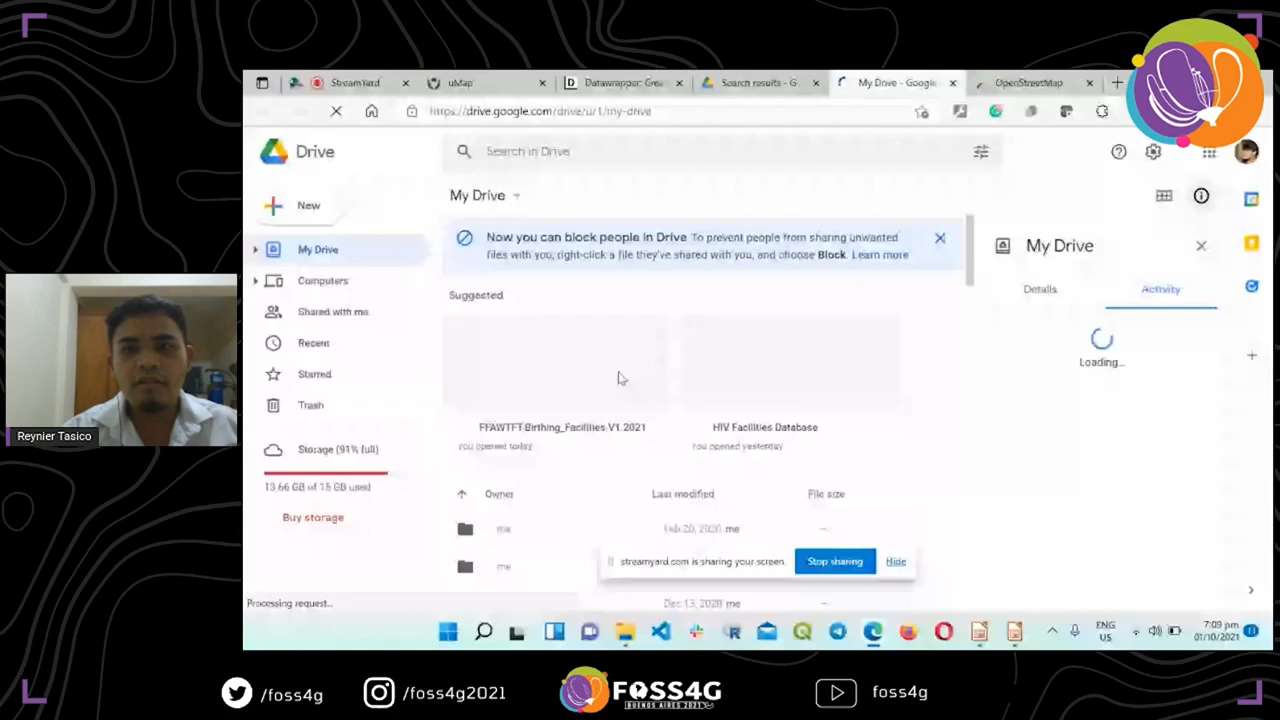 StreamYard
uMap
Datawrapper: Crea
Search results - G
My Drive - Google
OpenStreetMap
https://drive.google.com/drive/u/1/my-drive
Drive
Search in Drive
New
My Drive
Computers
Shared with me
Recent
Starred
Trash
Storage (91% full)
13.66 GB of 15 GB used
Buy storage
My Drive
Now you can block people in Drive To prevent people from sharing unwanted
files with you, right-click a file they've shared with you, and choose Block. Learn more
Suggested
FFAWTFT-Birthing_Facilities-V1.2021
You opened today
HIV Facilities Database
You opened yesterday
Owner
Last modified
File size
me
Feb 20, 2020 me
—
me
streamyard.com is sharing your screen.
Stop sharing
Hide
Dec 13, 2020 me
—
Processing request...
My Drive
Details
Activity
Loading...
ENG
US
7:09 pm
01/10/2021
Reynier Tasico
/foss4g
/foss4g2021
FOSS4G
BUENOS AIRES 2021
foss4g